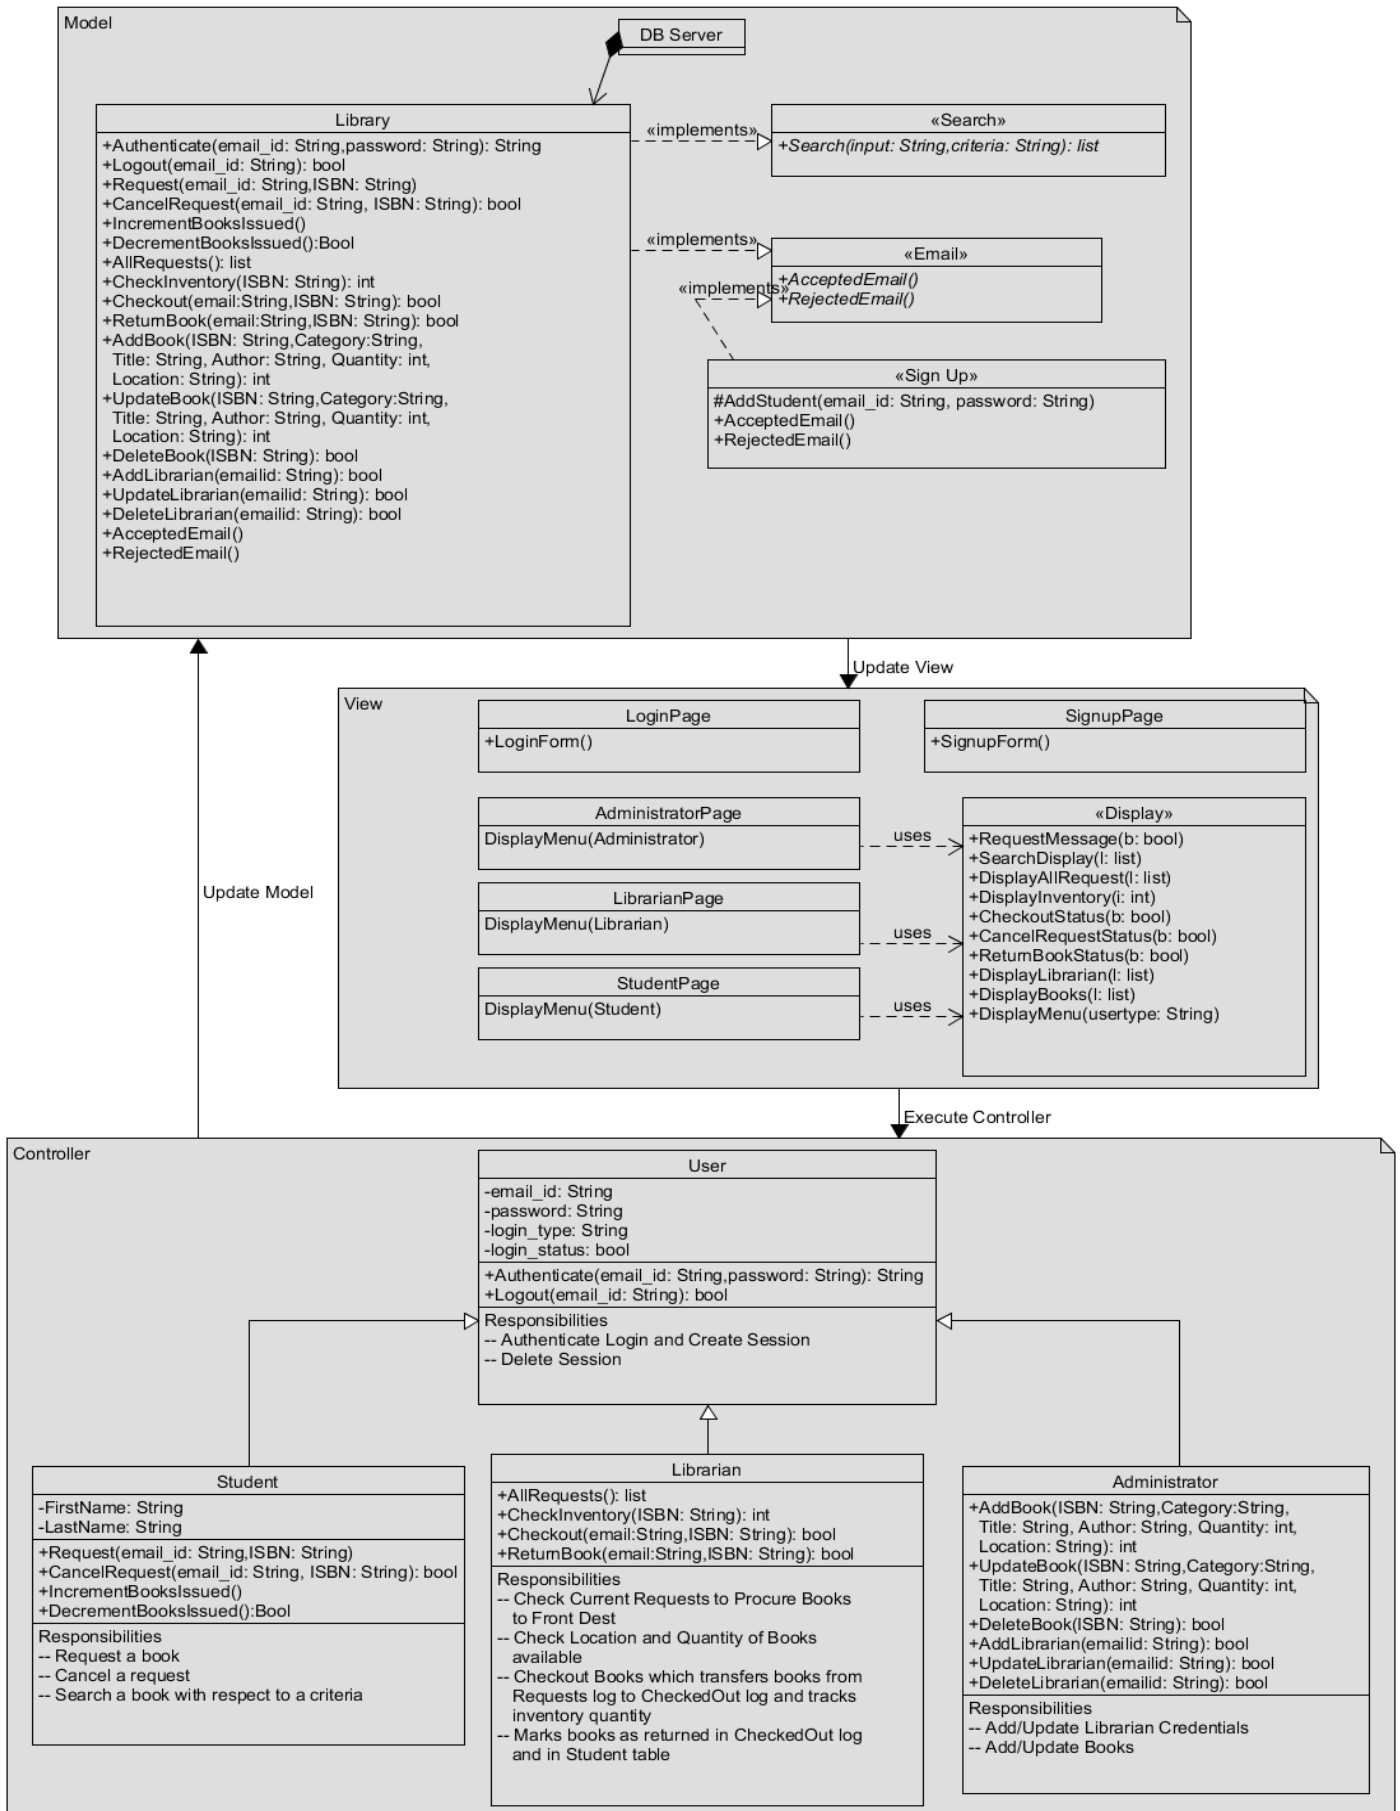 Model
DB Server
Library
+Authenticate(email_id: String,password: String): String
+Logout(email_id: String): bool
+Request(email_id: String,ISBN: String)
+CancelRequest(email_id: String, ISBN: String): bool
+IncrementBooksIssued()
+DecrementBooksIssued():Bool
+AllRequests(): list
+CheckInventory(ISBN: String): int
+Checkout(email:String,ISBN: String): bool
+ReturnBook(email:String,ISBN: String): bool
+AddBook(ISBN: String,Category:String,
Title: String, Author: String, Quantity: int,
Location: String): int
+UpdateBook(ISBN: String,Category:String,
Title: String, Author: String, Quantity: int,
Location: String): int
+DeleteBook(ISBN: String): bool
+AddLibrarian(emailid: String): bool
+UpdateLibrarian(emailid: String): bool
+DeleteLibrarian(emailid: String): bool
+AcceptedEmail()
+RejectedEmail()
«implements»
«Search»
+Search(input: String,criteria: String): list
«implements»
«Email»
+AcceptedEmail()
+RejectedEmail()
«implements»
«Sign Up»
#AddStudent(email_id: String, password: String)
+AcceptedEmail()
+RejectedEmail()
Update View
View
LoginPage
+LoginForm()
SignupPage
+SignupForm()
AdministratorPage
DisplayMenu(Administrator)
uses
LibrarianPage
DisplayMenu(Librarian)
uses
StudentPage
DisplayMenu(Student)
uses
«Display»
+RequestMessage(b: bool)
+SearchDisplay(l: list)
+DisplayAllRequest(l: list)
+DisplayInventory(i: int)
+CheckoutStatus(b: bool)
+CancelRequestStatus(b: bool)
+ReturnBookStatus(b: bool)
+DisplayLibrarian(l: list)
+DisplayBooks(l: list)
+DisplayMenu(usertype: String)
Update Model
Execute Controller
Controller
User
-email_id: String
-password: String
-login_type: String
-login_status: bool
+Authenticate(email_id: String,password: String): String
+Logout(email_id: String): bool
Responsibilities
-- Authenticate Login and Create Session
-- Delete Session
Student
-FirstName: String
-LastName: String
+Request(email_id: String,ISBN: String)
+CancelRequest(email_id: String, ISBN: String): bool
+IncrementBooksIssued()
+DecrementBooksIssued():Bool
Responsibilities
-- Request a book
-- Cancel a request
-- Search a book with respect to a criteria
Librarian
+AllRequests(): list
+CheckInventory(ISBN: String): int
+Checkout(email:String,ISBN: String): bool
+ReturnBook(email:String,ISBN: String): bool
Responsibilities
-- Check Current Requests to Procure Books
to Front Dest
-- Check Location and Quantity of Books
available
-- Checkout Books which transfers books from
Requests log to CheckedOut log and tracks
inventory quantity
-- Marks books as returned in CheckedOut log
and in Student table
Administrator
+AddBook(ISBN: String,Category:String,
Title: String, Author: String, Quantity: int,
Location: String): int
+UpdateBook(ISBN: String,Category:String,
Title: String, Author: String, Quantity: int,
Location: String): int
+DeleteBook(ISBN: String): bool
+AddLibrarian(emailid: String): bool
+UpdateLibrarian(emailid: String): bool
+DeleteLibrarian(emailid: String): bool
Responsibilities
-- Add/Update Librarian Credentials
-- Add/Update Books